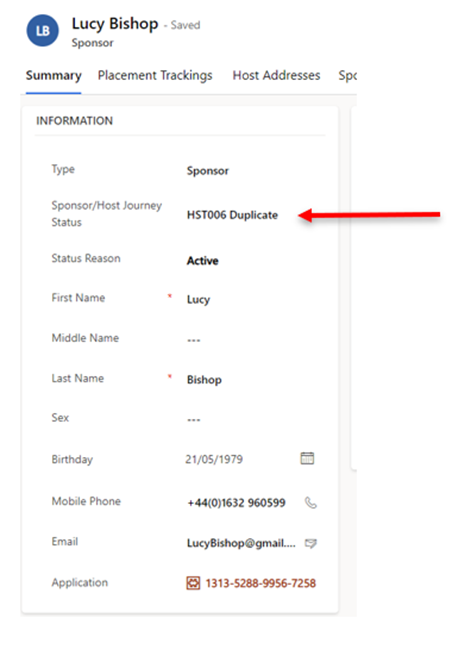 LB
Lucy Bishop - Saved
Sponsor
Summary Placement Trackings Host Addresses Spo
INFORMATION
Type Sponsor
Sponsor/Host Journey
Status HST006 Duplicate
Status Reason Active
First Name * Lucy
Middle Name ---
Last Name * Bishop
Sex ---
Birthday 21/05/1979
Mobile Phone +44(0)1632 960599
Email LucyBishop@gmail....
Application 1313-5288-9956-7258